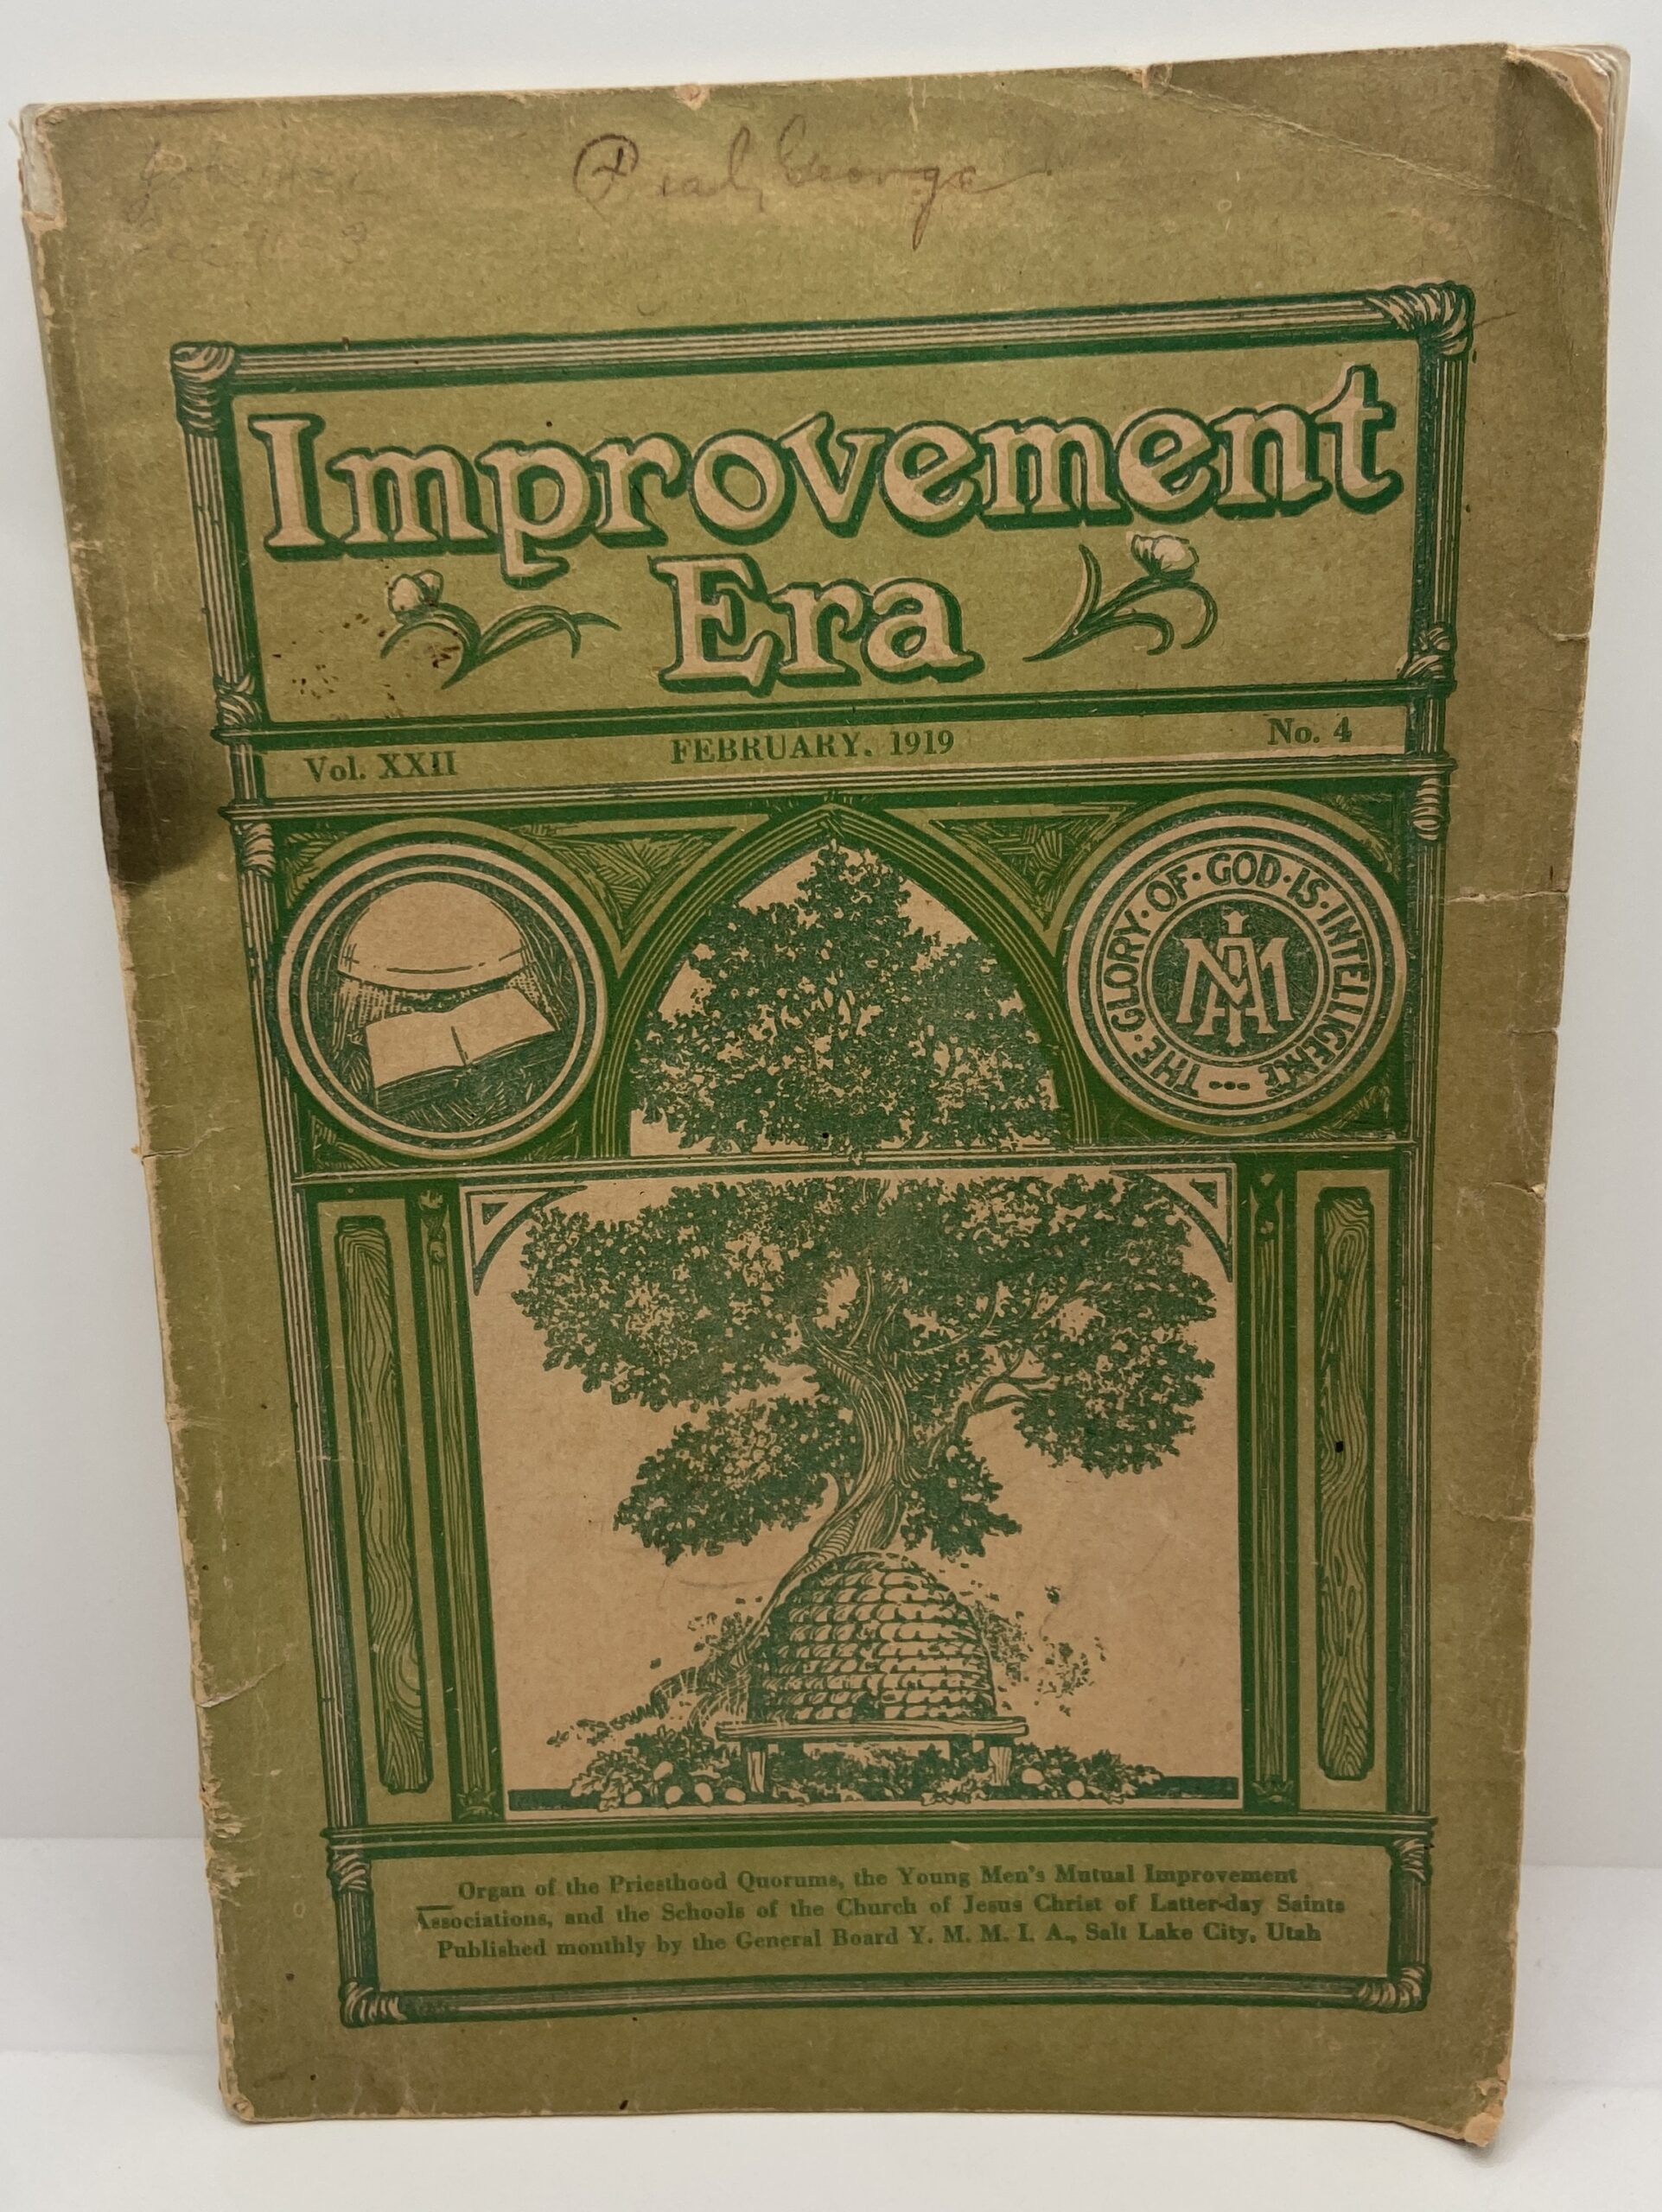 George
Improvement
Era
Vol. XXII FEBRUARY, 1919 No. 4
THE · GLORY · OF · GOD · IS · INTELLIGENCE
MIA
Organ of the Priesthood Quorums, the Young Men's Mutual Improvement
Associations, and the Schools of the Church of Jesus Christ of Latter-day Saints
Published monthly by the General Board Y. M. M. I. A., Salt Lake City, Utah